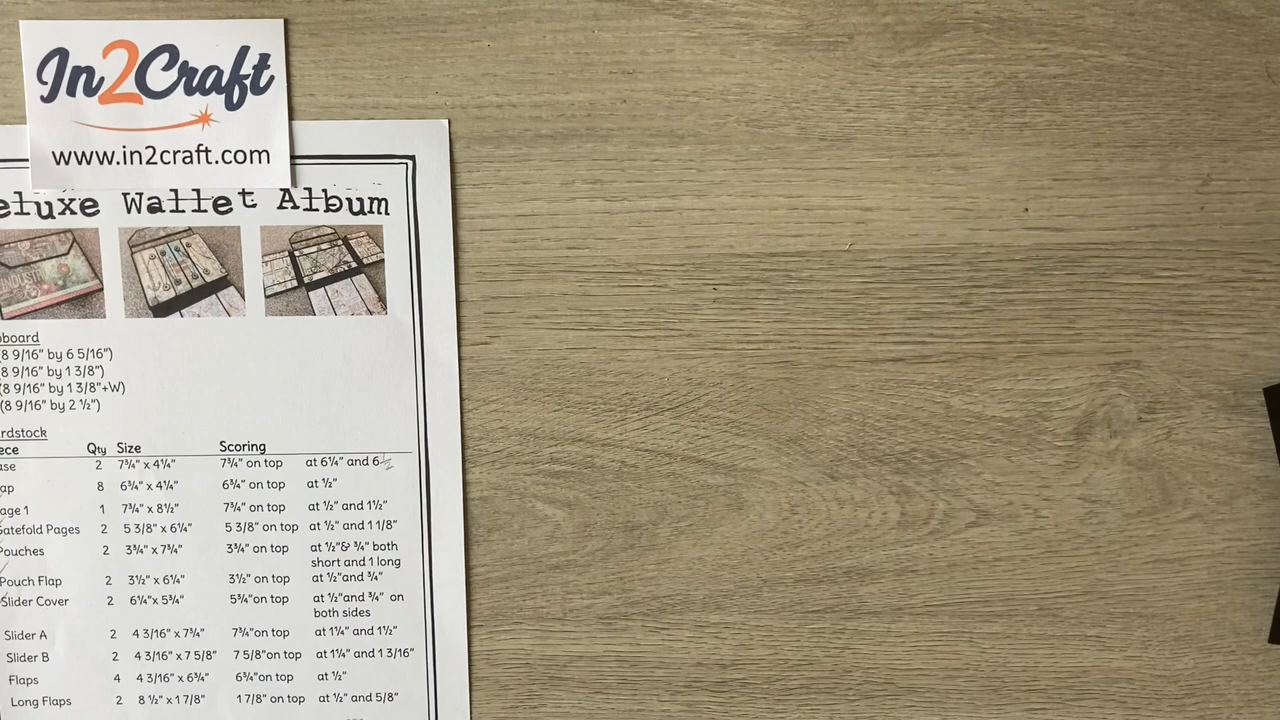 In2Craft
www.in2craft.com
eluxe Wallet Album
board
(8 9/16" by 6 5/16")
(8 9/16" by 1 3/8")
(8 9/16" by 1 3/8"+W)
(8 9/16" by 2 ½")
rdstock
ece Qty Size Scoring
ase 2 7¾" x 4¼" 7¾" on top at 6¼" and 6½
ap 8 6¾" x 4¼" 6¾" on top at ½"
age 1 1 7¾" x 8½" 7¾" on top at ½" and 1½"
Gatefold Pages 2 5 3/8" x 6¼" 5 3/8" on top at ½" and 1 1/8"
Pouches 2 3¾" x 7¾" 3¾" on top at ½"& ¾" both
short and 1 long
Pouch Flap 2 3½" x 6¼" 3½" on top at ½"and ¾"
Slider Cover 2 6¼"x 5¾" 5¾"on top at ½"and ¾" on
both sides
Slider A 2 4 3/16" x 7¾" 7¾"on top at 1¼" and 1½"
Slider B 2 4 3/16" x 7 5/8" 7 5/8"on top at 1¼" and 1 3/16"
Flaps 4 4 3/16" x 6¾" 6¾"on top at ½"
Long Flaps 2 8 ½" x 1 7/8" 1 7/8" on top at ½" and 5/8"